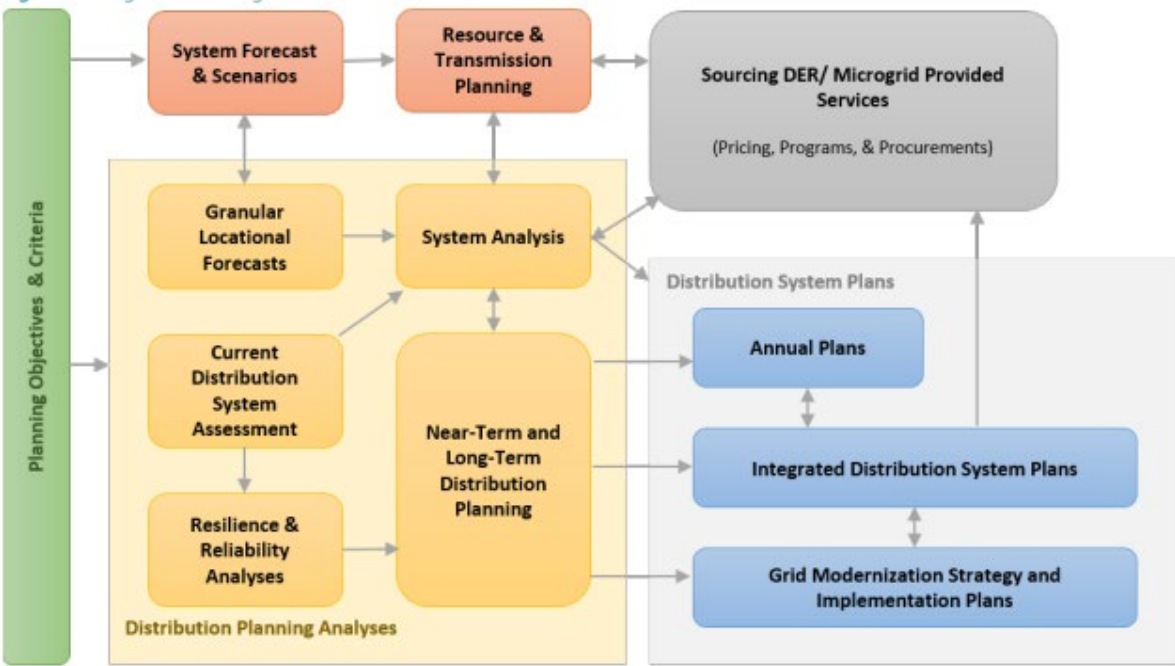 Planning Objectives & Criteria
System Forecast
& Scenarios
Resource &
Transmission
Planning
Sourcing DER/ Microgrid Provided
Services
(Pricing, Programs, & Procurements)
Granular
Locational
Forecasts
System Analysis
Current
Distribution
System
Assessment
Near-Term and
Long-Term
Distribution
Planning
Resilience &
Reliability
Analyses
Distribution Planning Analyses
Distribution System Plans
Annual Plans
Integrated Distribution System Plans
Grid Modernization Strategy and
Implementation Plans